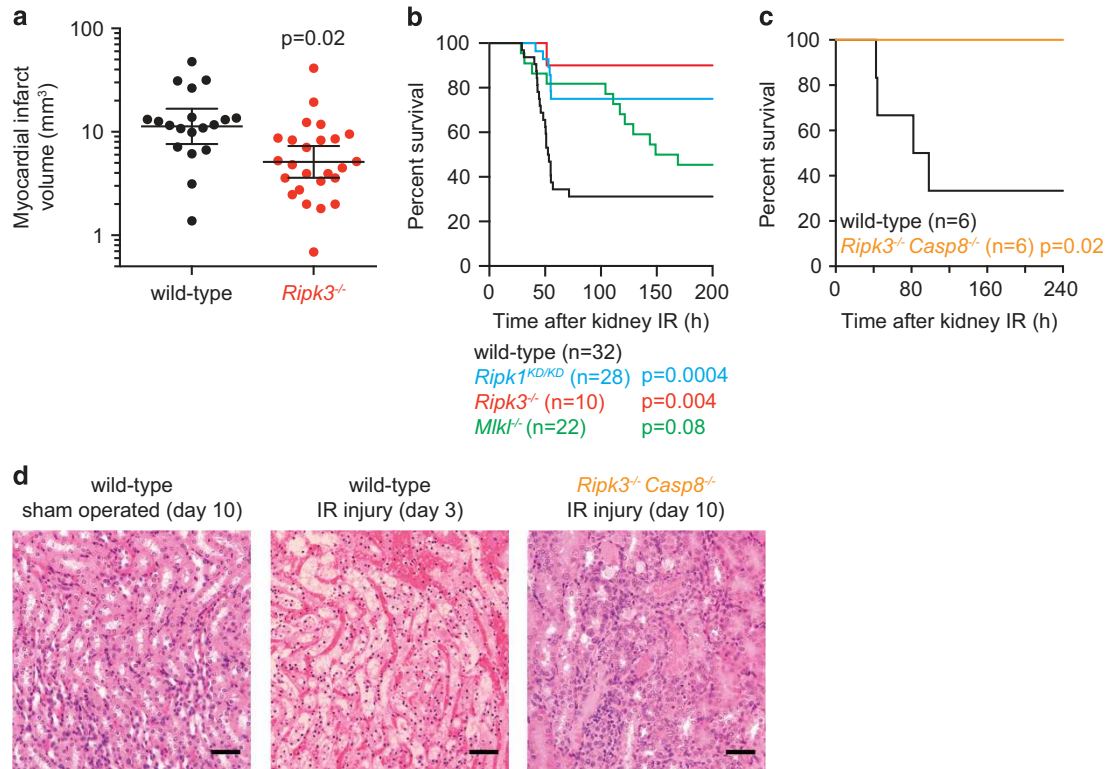 a
p=0.02
Myocardial infarct
volume (mm³)
100
10
1
wild-type
Ripk3-/-
b
Percent survival
100
80
60
40
20
0
0 50 100 150 200
Time after kidney IR (h)
wild-type (n=32)
Ripk1KD/KD (n=28) p=0.0004
Ripk3-/- (n=10) p=0.004
Mlkl-/- (n=22) p=0.08
c
Percent survival
100
80
60
40
20
0
wild-type (n=6)
Ripk3-/- Casp8-/- (n=6) p=0.02
0 80 160 240
Time after kidney IR (h)
d
wild-type
sham operated (day 10)
wild-type
IR injury (day 3)
Ripk3-/- Casp8-/-
IR injury (day 10)